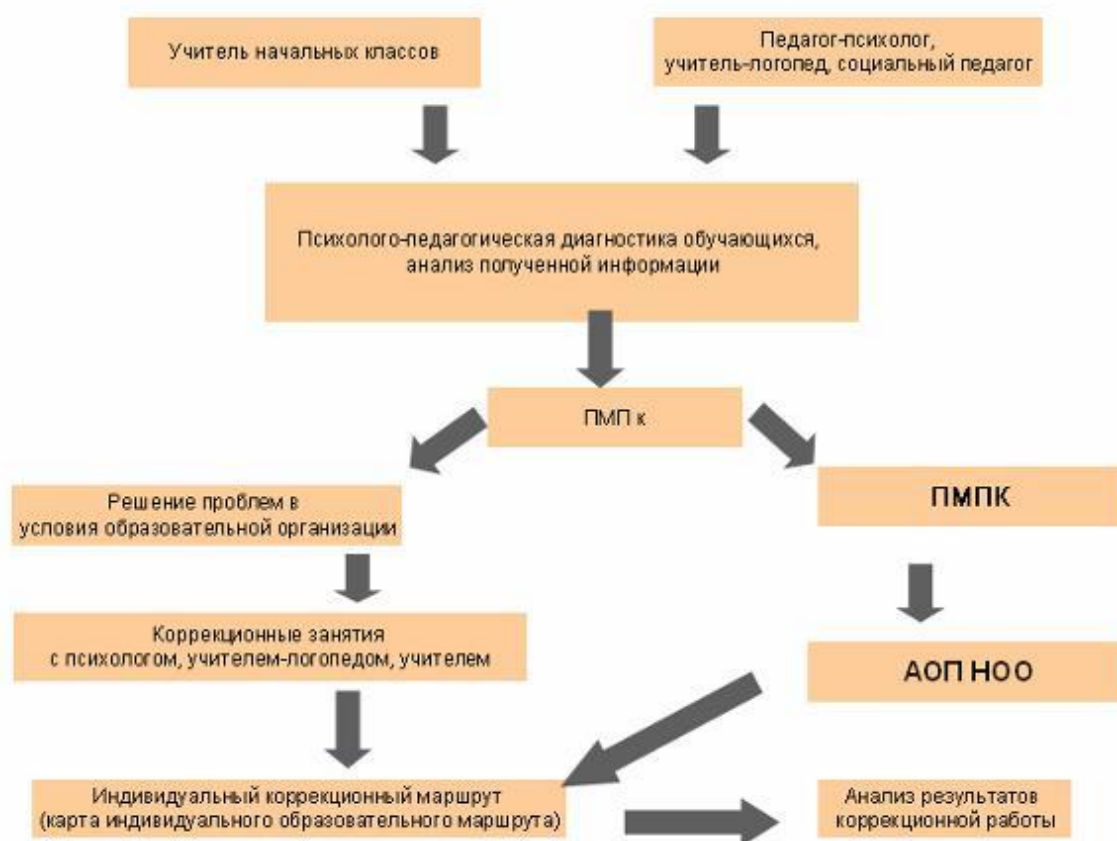 Учитель начальных классов
Педагог-психолог,
учитель-логопед, социальный педагог
Психолого-педагогическая диагностика обучающихся,
анализ полученной информации
ПМП к
Решение проблем в
условия образовательной организации
ПМПК
Коррекционные занятия
с психологом, учителем-логопедом, учителем
АОП НОО
Индивидуальный коррекционный маршрут
(карта индивидуального образовательного маршрута)
Анализ результатов
коррекционной работы